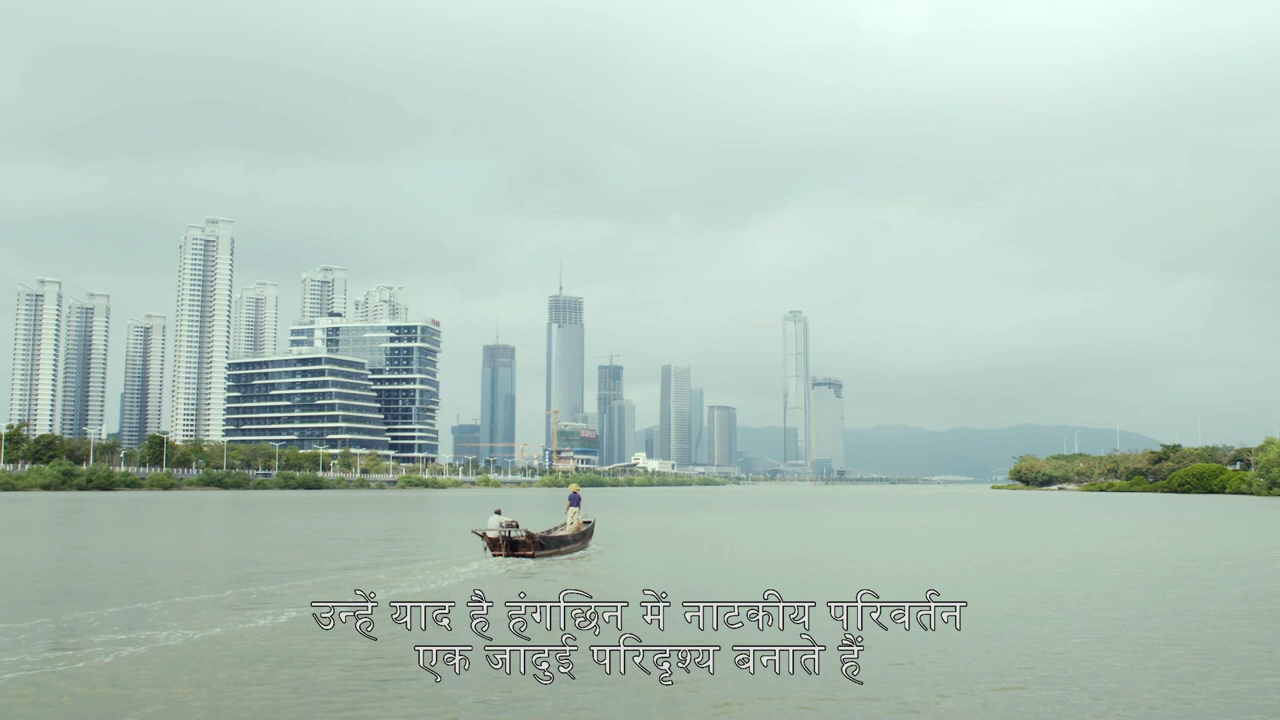 उन्हें याद है हंगछिन में नाटकीय परिवर्तन
एक जादुई परिदृश्य बनाते हैं